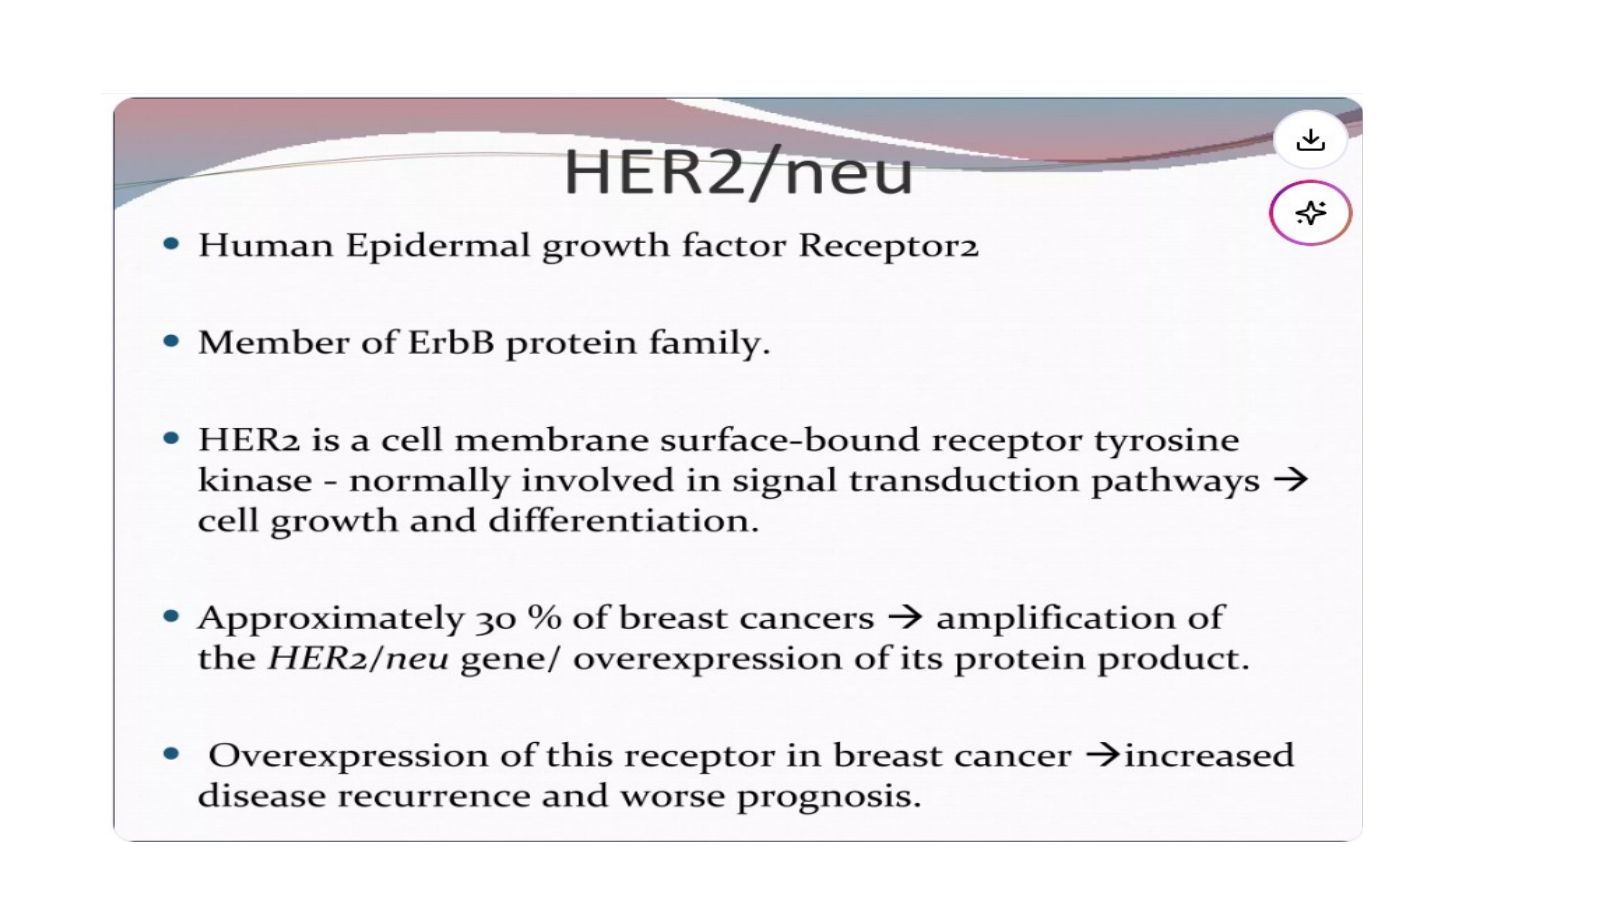 HER2/neu
• Human Epidermal growth factor Receptor2
• Member of ErbB protein family.
• HER2 is a cell membrane surface-bound receptor tyrosine
kinase - normally involved in signal transduction pathways →
cell growth and differentiation.
• Approximately 30 % of breast cancers → amplification of
the HER2/neu gene/ overexpression of its protein product.
• Overexpression of this receptor in breast cancer →increased
disease recurrence and worse prognosis.